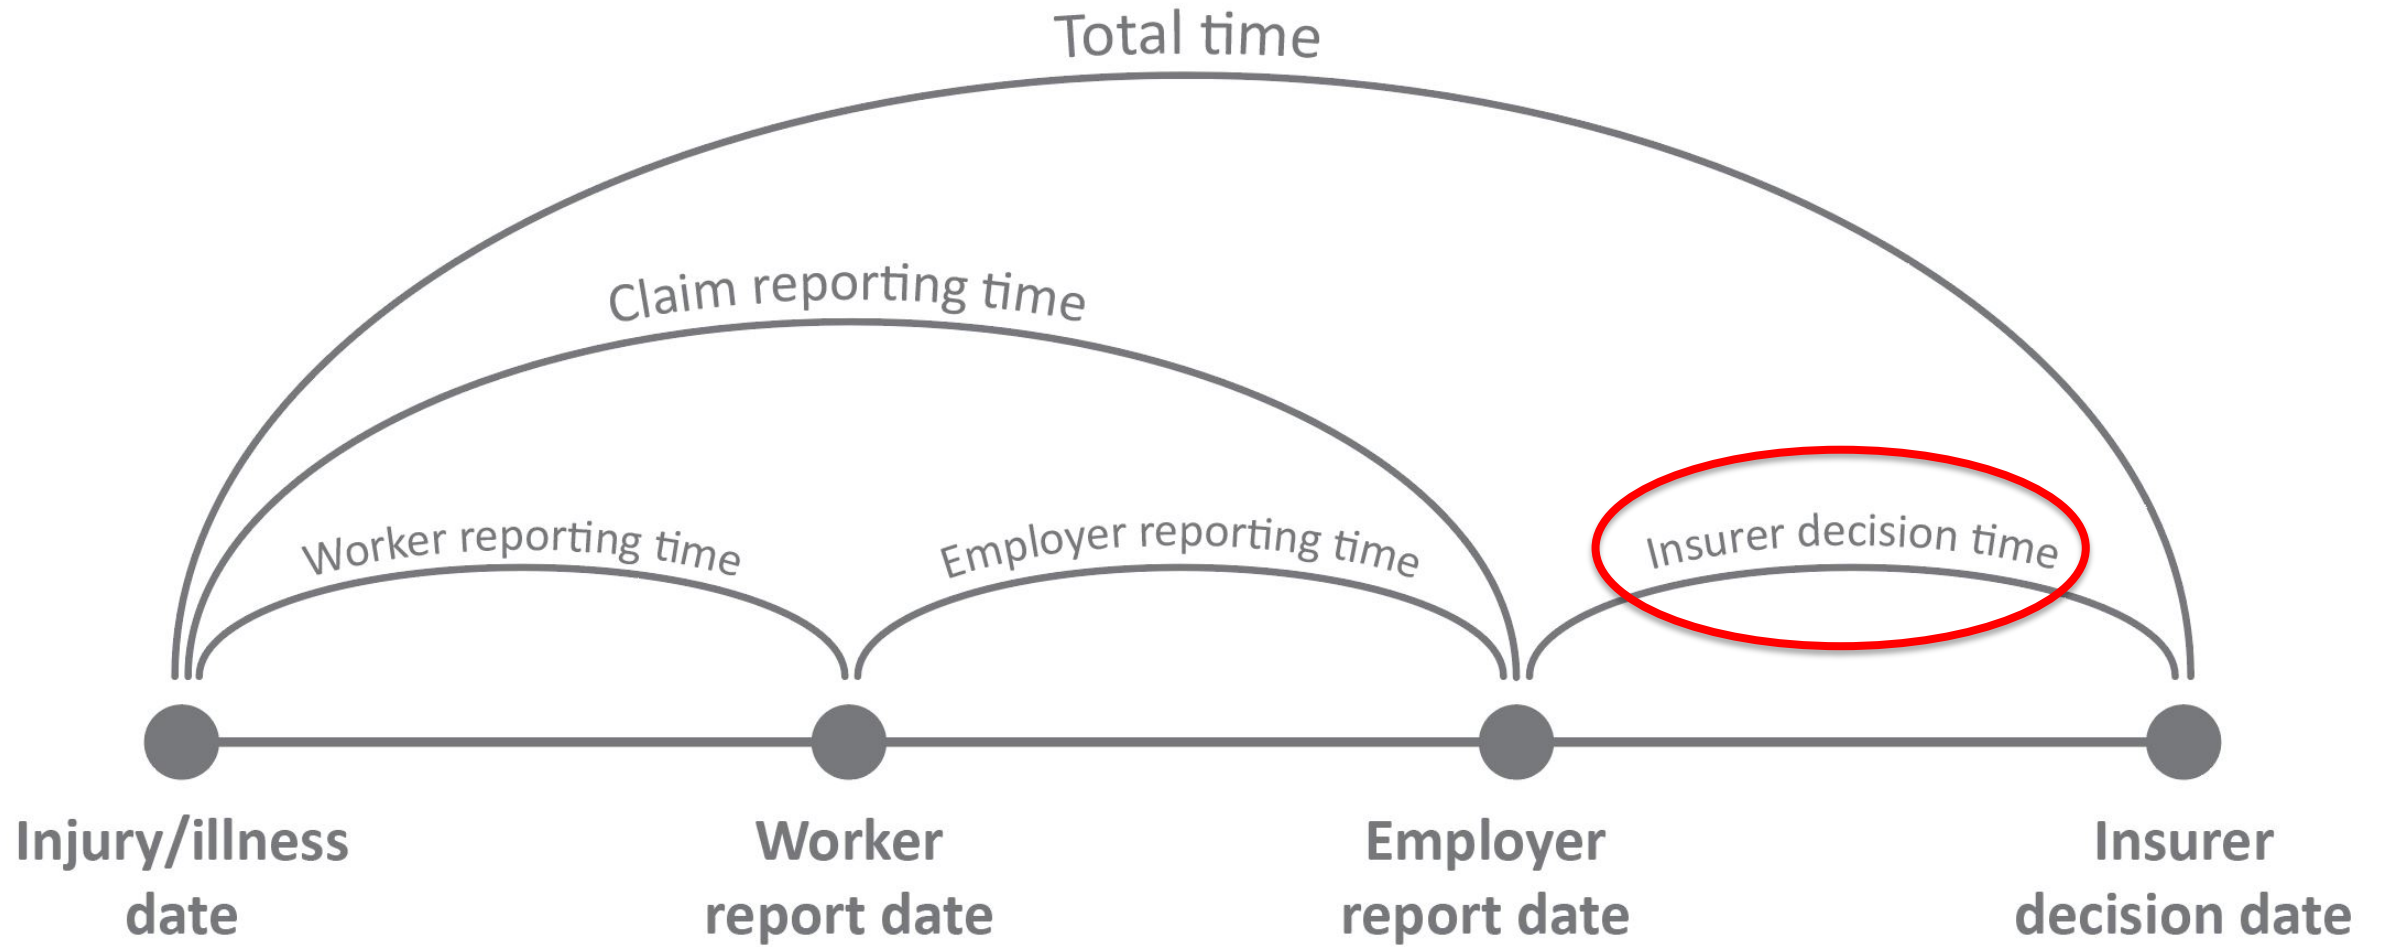 Total time
Claim reporting time
Worker reporting time
Employer reporting time
Insurer decision time
Injury/illness
date
Worker
report date
Employer
report date
Insurer
decision date